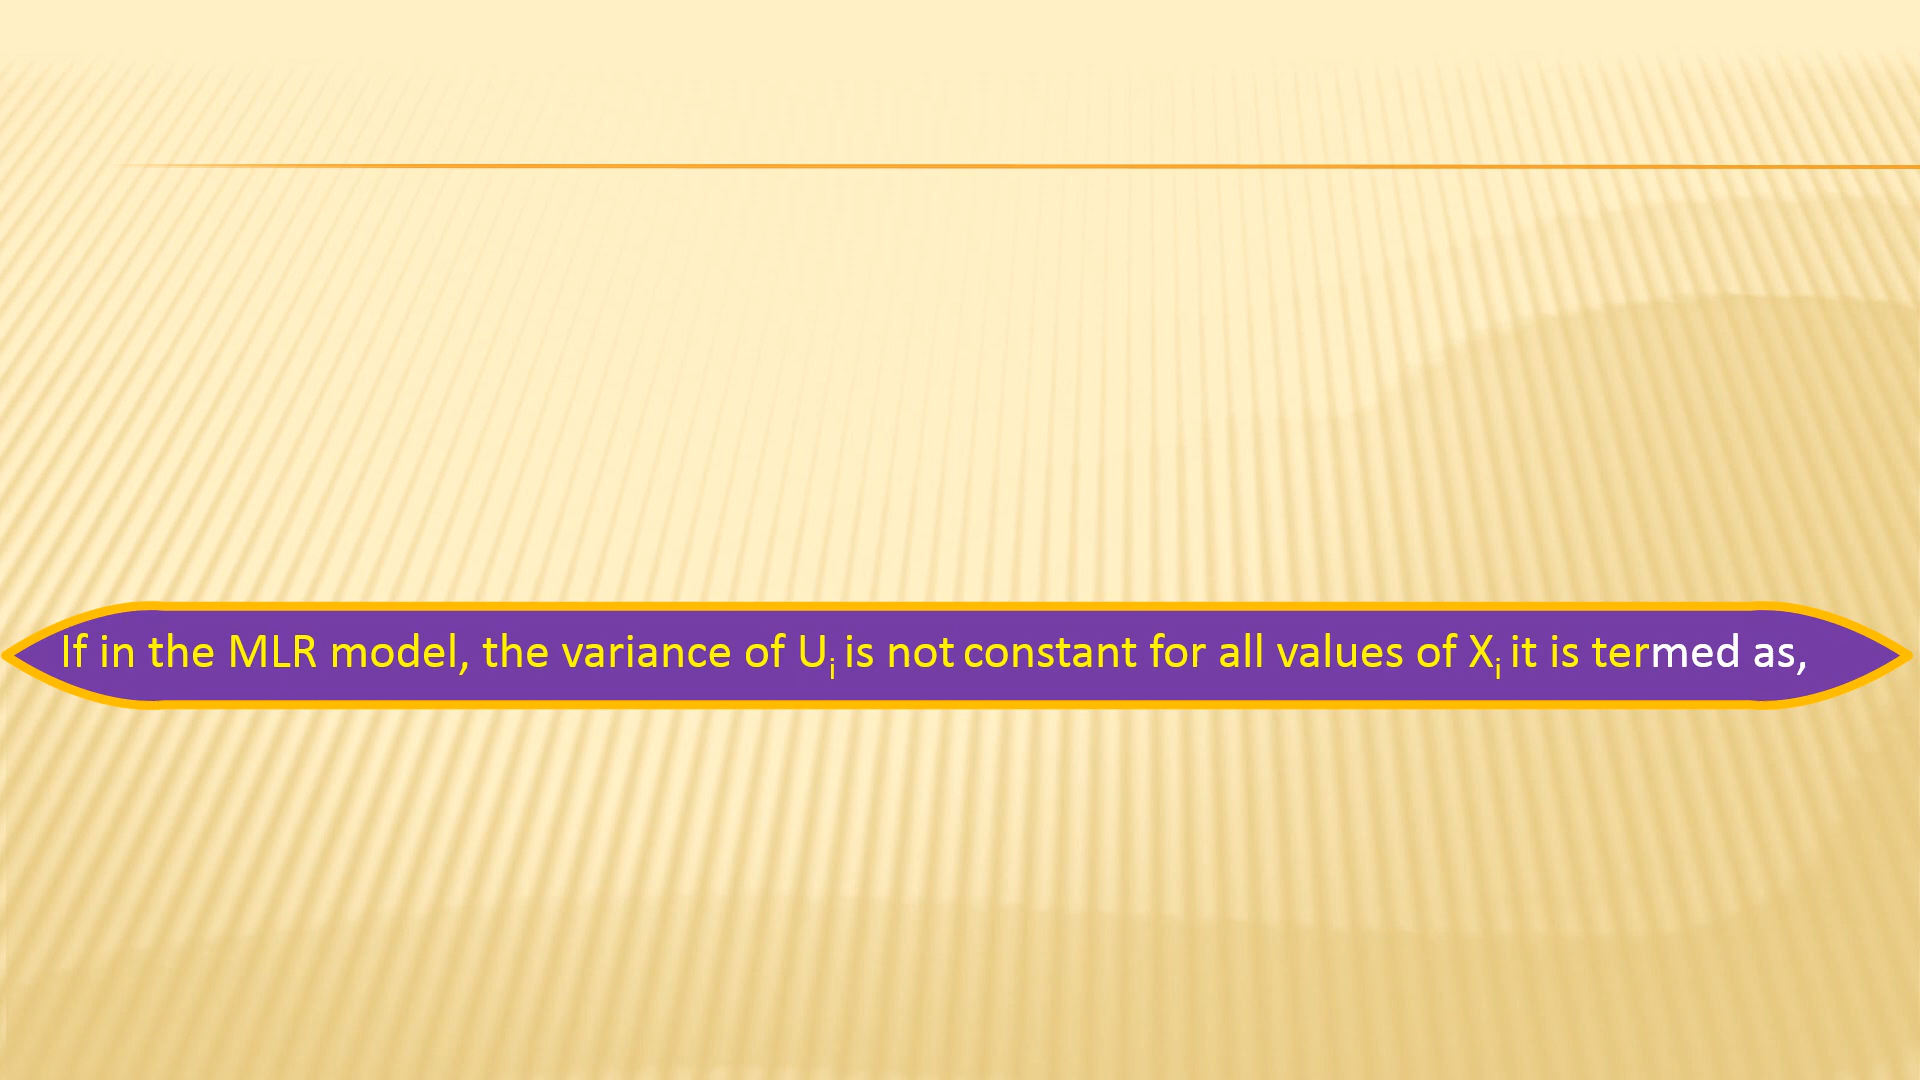 If in the MLR model, the variance of Uᵢ is not constant for all values of Xᵢ it is termed as,